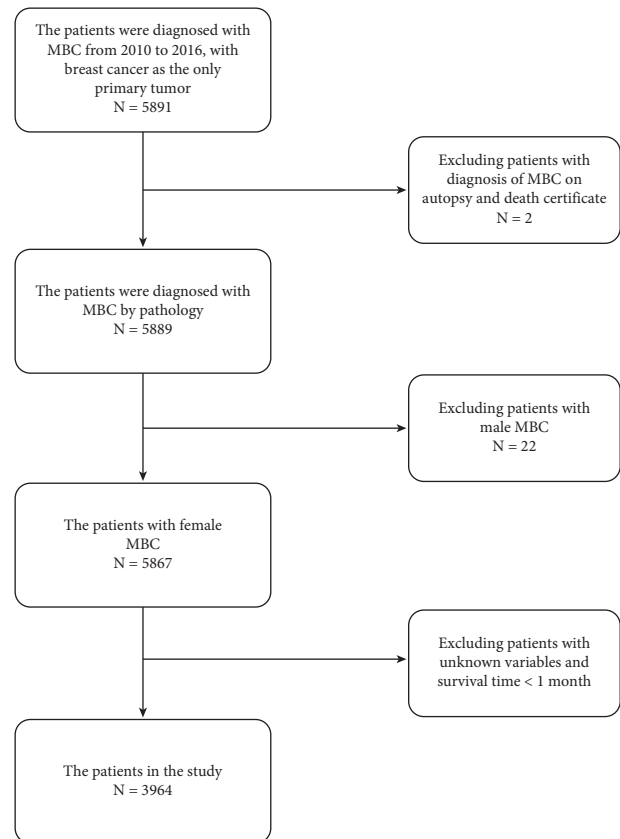 The patients were diagnosed with
MBC from 2010 to 2016, with
breast cancer as the only
primary tumor
N = 5891
Excluding patients with
diagnosis of MBC on
autopsy and death certificate
N = 2
The patients were diagnosed with
MBC by pathology
N = 5889
Excluding patients with
male MBC
N = 22
The patients with female
MBC
N = 5867
Excluding patients with
unknown variables and
survival time < 1 month
The patients in the study
N = 3964